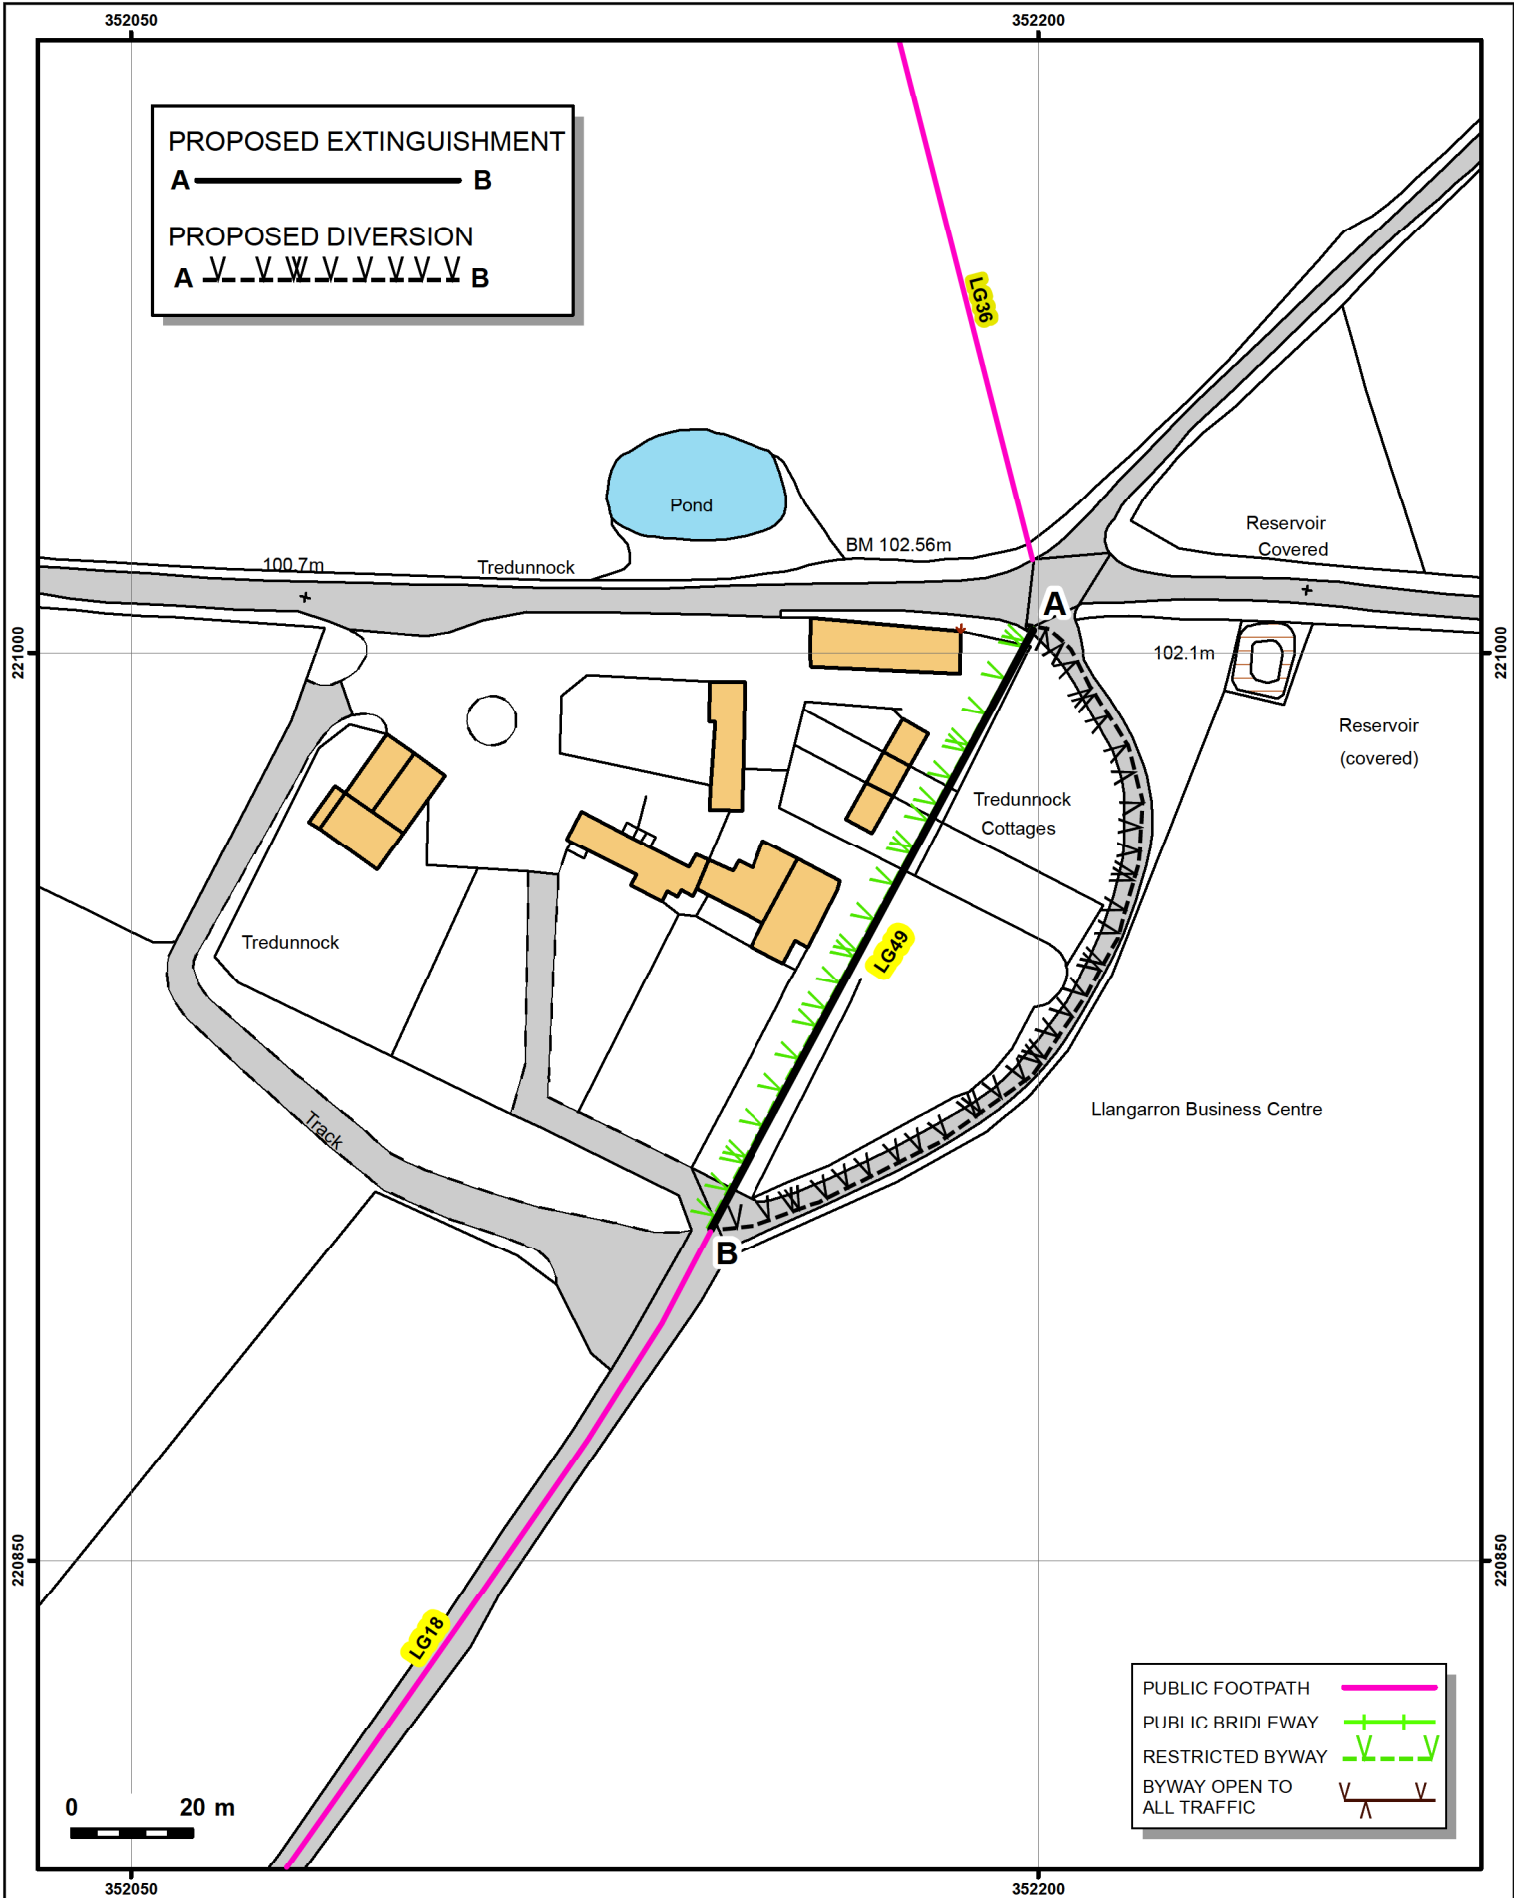 352050
352200
PROPOSED EXTINGUISHMENT
A B
PROPOSED DIVERSION
A B
LG36
Pond
BM 102.56m
Reservoir
Covered
100.7m
Tredunnock
A
221000
221000
102.1m
Reservoir
(covered)
Tredunnock
Cottages
Tredunnock
LG49
Track
Llangarron Business Centre
B
220850
220850
LG18
PUBLIC FOOTPATH
PUBLIC BRIDLEWAY
RESTRICTED BYWAY
BYWAY OPEN TO
ALL TRAFFIC
0 20 m
352050
352200